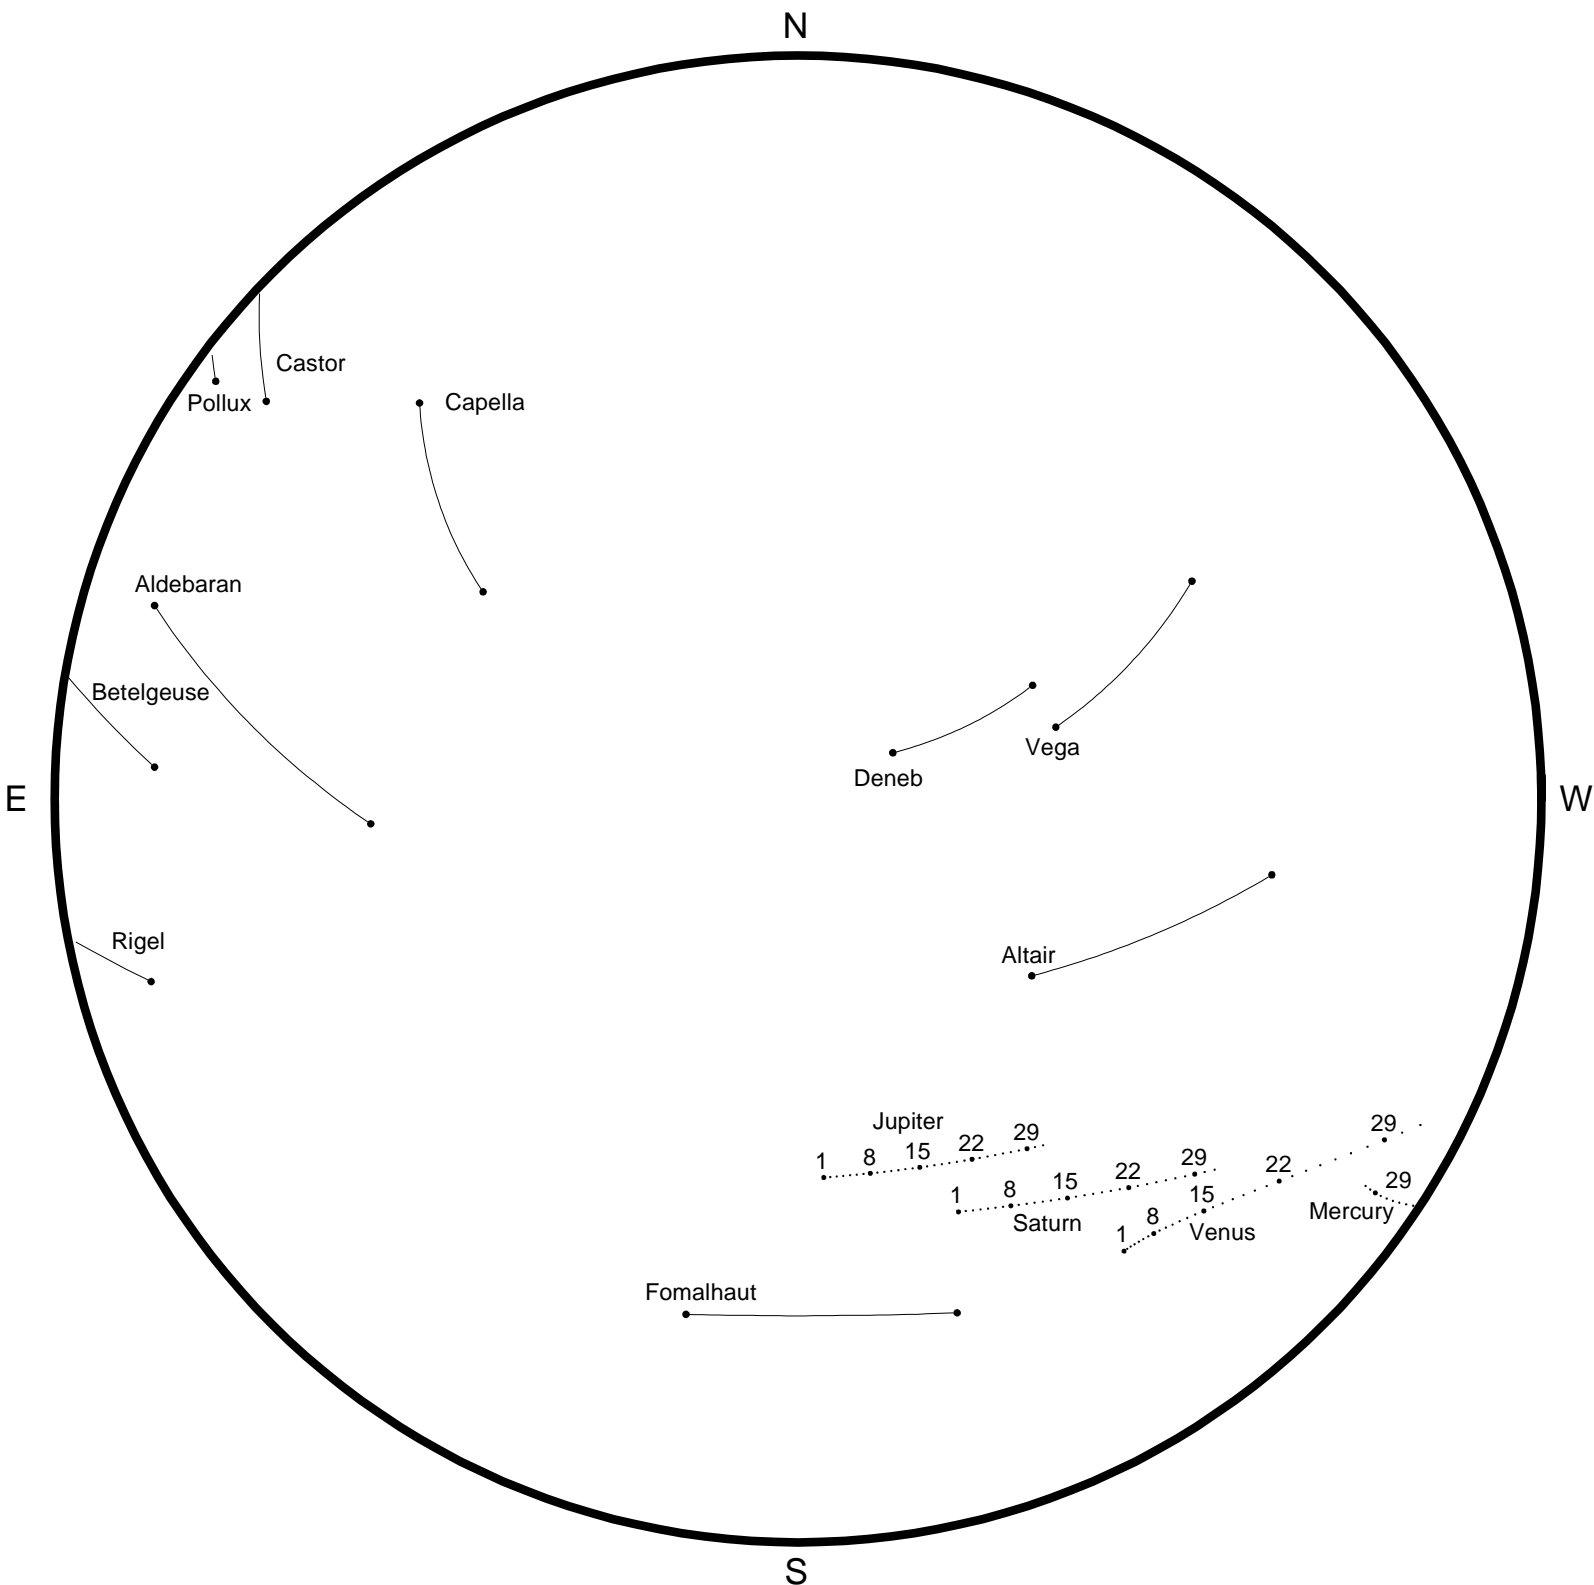 N
Castor
Pollux
Capella
Aldebaran
Betelgeuse
Vega
Deneb
E
W
Rigel
Altair
Jupiter
1 8 15 22 29
1 8 15 22 29
Saturn
1 8 15 22 29
Venus
29
Mercury
Fomalhaut
S